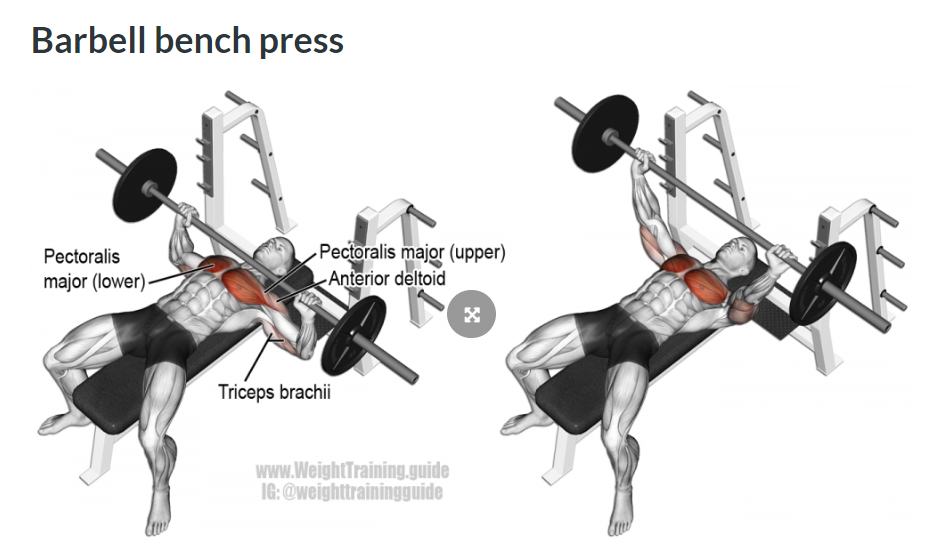 Barbell bench press
Pectoralis
major (lower)
Pectoralis major (upper)
Anterior deltoid
Triceps brachii
www.WeightTraining.guide
IG: @weighttrainingguide